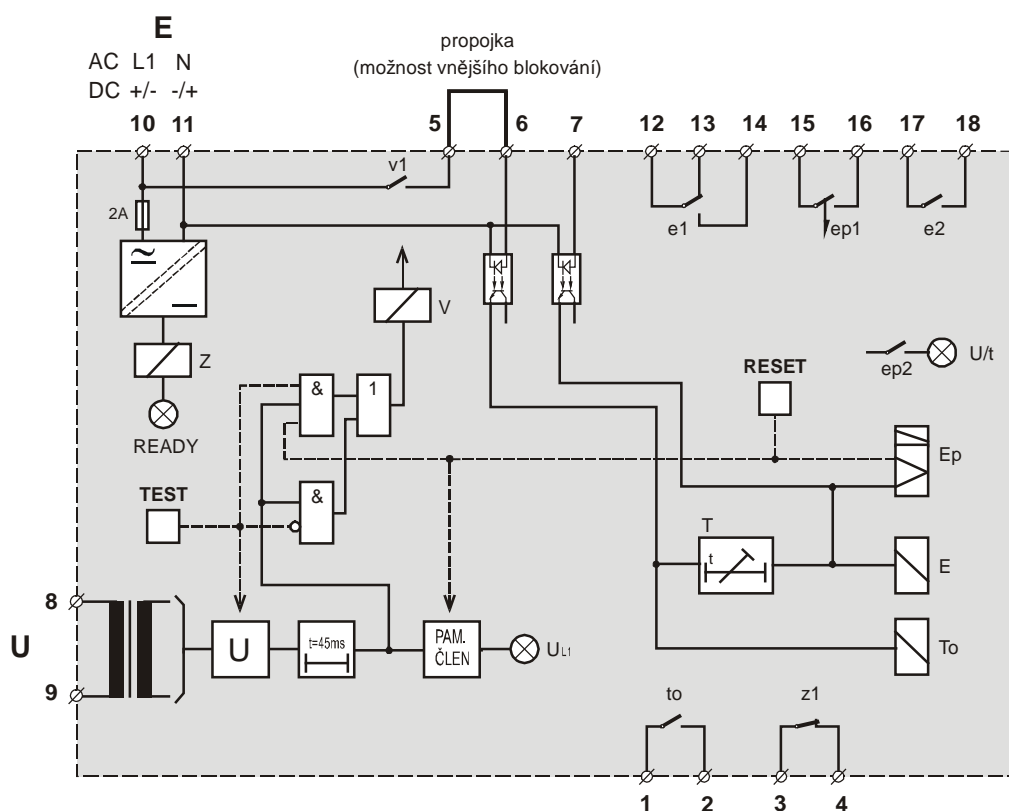 E
AC L1 N
DC +/- -/+
propojka
(možnost vnějšího blokování)
10 11 5 6 7 12 13 14 15 16 17 18
v1
2A
e1 ep1 e2
V
Z
READY
& 1
RESET
ep2 U/t
Ep
TEST
&
T
t
E
8
U
9
U
t=45ms
PAM.
ČLEN
UL1
To
to z1
1 2 3 4